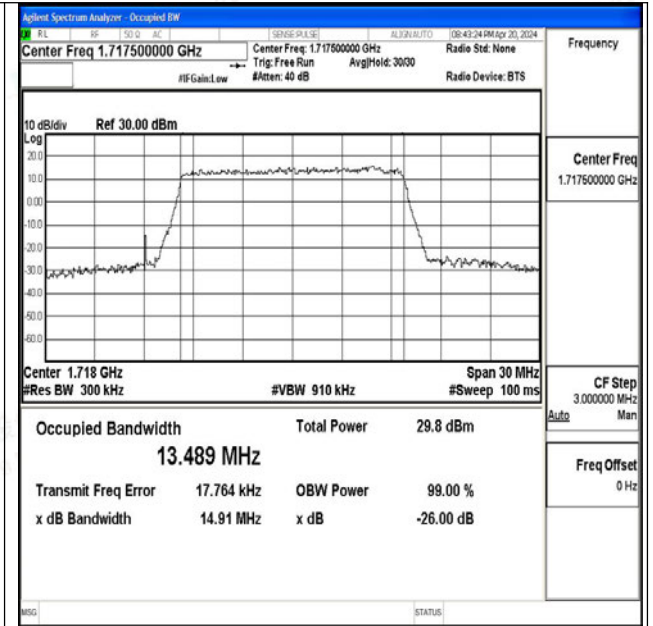 Agilent Spectrum Analyzer - Occupied BW
RL RF 50 Ω AC SENSE:PULSE ALIGN AUTO 08:43:24 PM Apr 20, 2024
Center Freq 1.717500000 GHz Center Freq: 1.717500000 GHz Radio Std: None Frequency
Trig: Free Run Avg|Hold: 30/30
#IFGain:Low #Atten: 40 dB Radio Device: BTS
10 dB/div Ref 30.00 dBm
Log
20.0
10.0
0.00
-10.0
-20.0
-30.0
-40.0
-50.0
-60.0
Center Freq
1.717500000 GHz
Center 1.718 GHz Span 30 MHz
#Res BW 300 kHz #VBW 910 kHz #Sweep 100 ms
CF Step
3.000000 MHz
Auto Man
Occupied Bandwidth Total Power 29.8 dBm
13.489 MHz
Transmit Freq Error 17.764 kHz OBW Power 99.00 %
x dB Bandwidth 14.91 MHz x dB -26.00 dB
Freq Offset
0 Hz
MSG STATUS